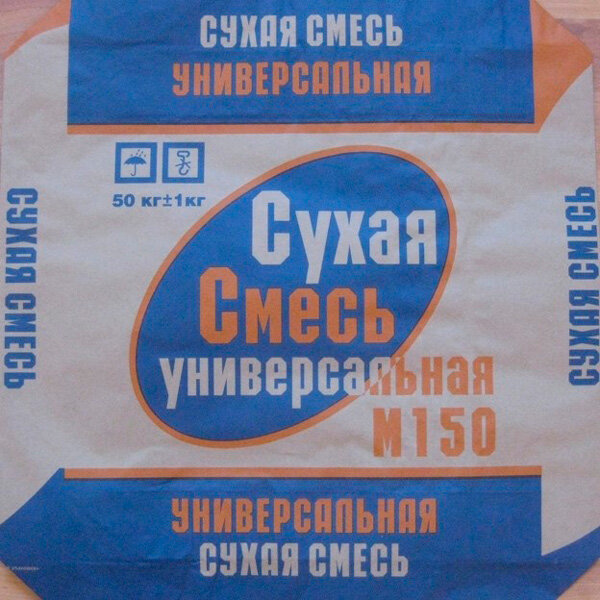 СУХАЯ СМЕСЬ
УНИВЕРСАЛЬНАЯ
50 кг±1кг
СУХАЯ СМЕСЬ
Сухая
Смесь
универсальная
М150
СУХАЯ СМЕСЬ
УНИВЕРСАЛЬНАЯ
СУХАЯ СМЕСЬ